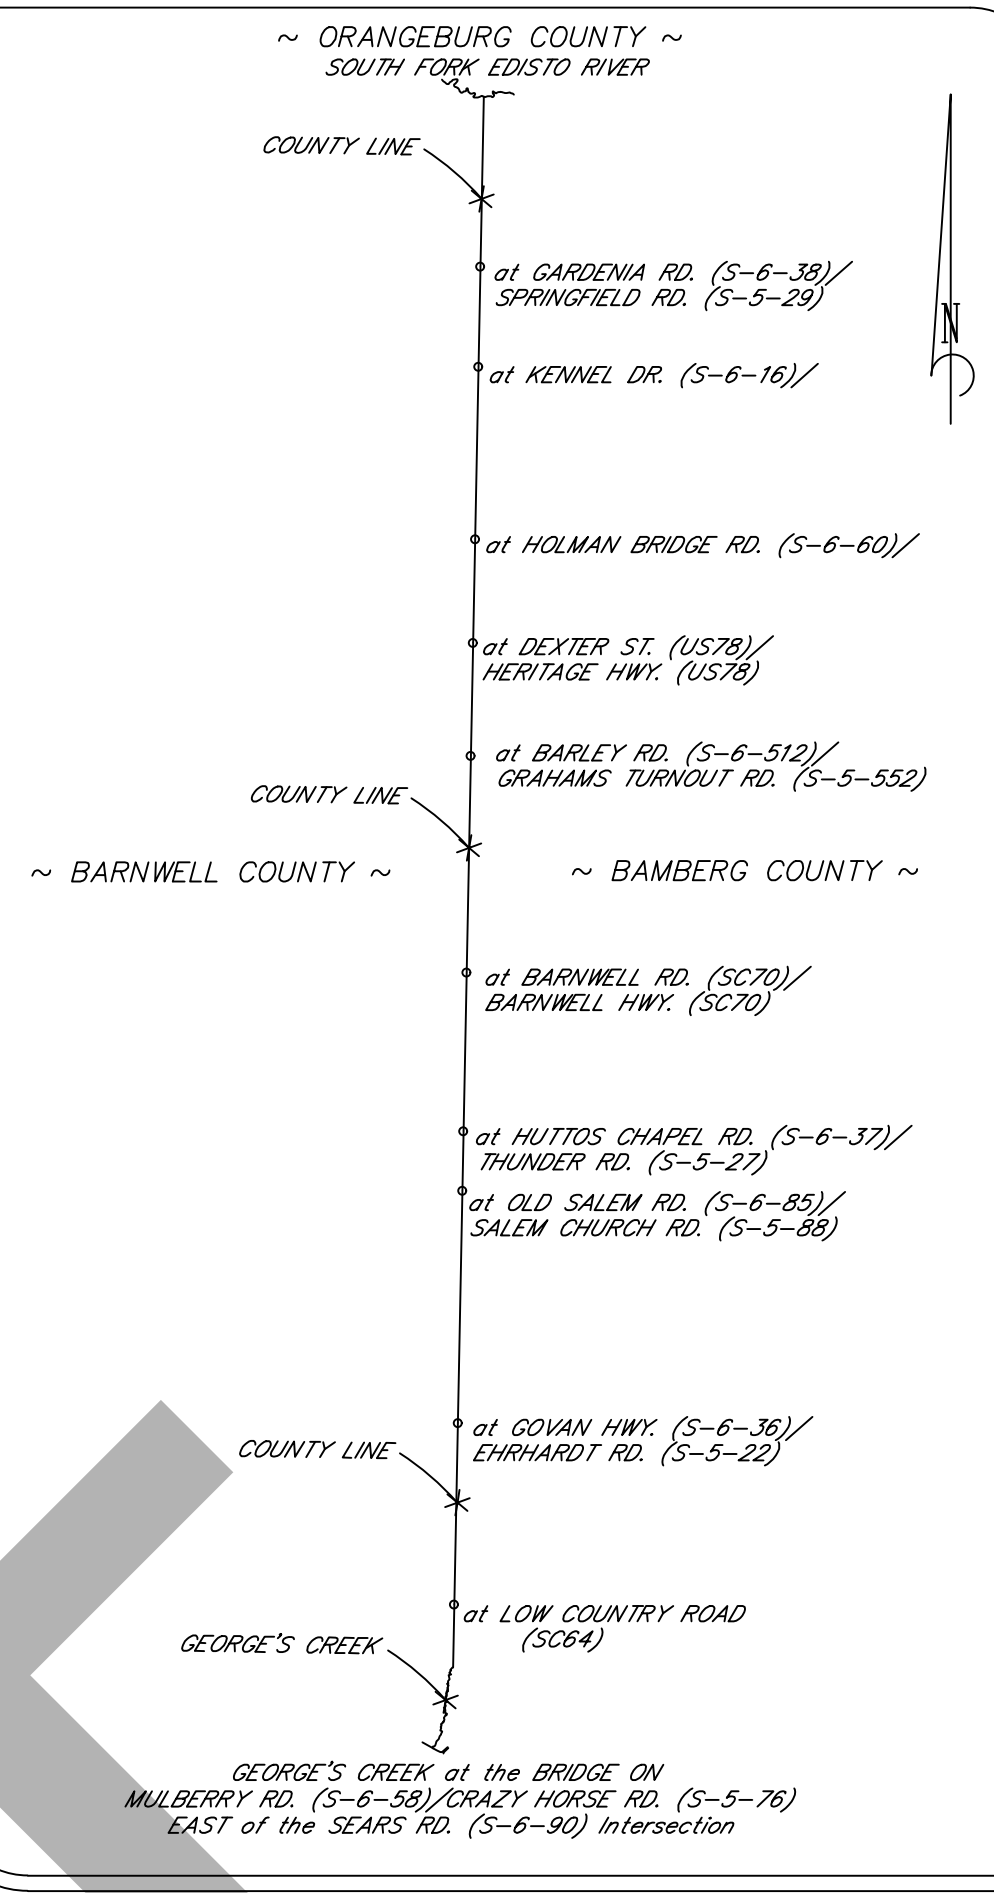 ~ ORANGEBURG COUNTY ~
SOUTH FORK EDISTO RIVER
COUNTY LINE
at GARDENIA RD. (S-6-38)/
SPRINGFIELD RD. (S-5-29)
N
at KENNEL DR. (S-6-16)/
at HOLMAN BRIDGE RD. (S-6-60)/
at DEXTER ST. (US78)/
HERITAGE HWY. (US78)
at BARLEY RD. (S-6-512)/
GRAHAMS TURNOUT RD. (S-5-552)
COUNTY LINE
~ BARNWELL COUNTY ~
~ BAMBERG COUNTY ~
at BARNWELL RD. (SC70)/
BARNWELL HWY. (SC70)
at HUTTOS CHAPEL RD. (S-6-37)/
THUNDER RD. (S-5-27)
at OLD SALEM RD. (S-6-85)/
SALEM CHURCH RD. (S-5-88)
at GOVAN HWY. (S-6-36)/
EHRHARDT RD. (S-5-22)
COUNTY LINE
at LOW COUNTRY ROAD
(SC64)
GEORGE'S CREEK
GEORGE'S CREEK at the BRIDGE ON
MULBERRY RD. (S-6-58)/CRAZY HORSE RD. (S-5-76)
EAST of the SEARS RD. (S-6-90) Intersection